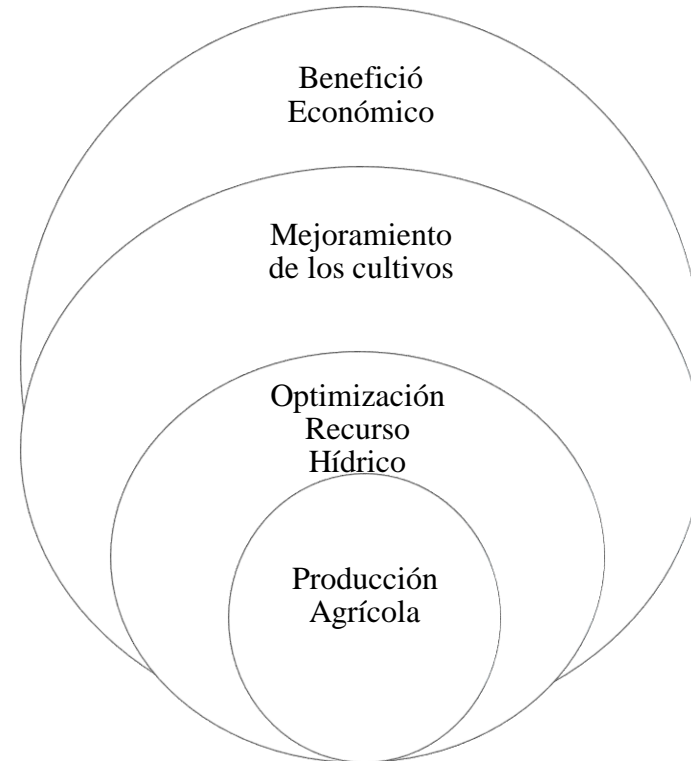 Benefició
Económico
Mejoramiento
de los cultivos
Optimización
Recurso
Hídrico
Producción
Agrícola